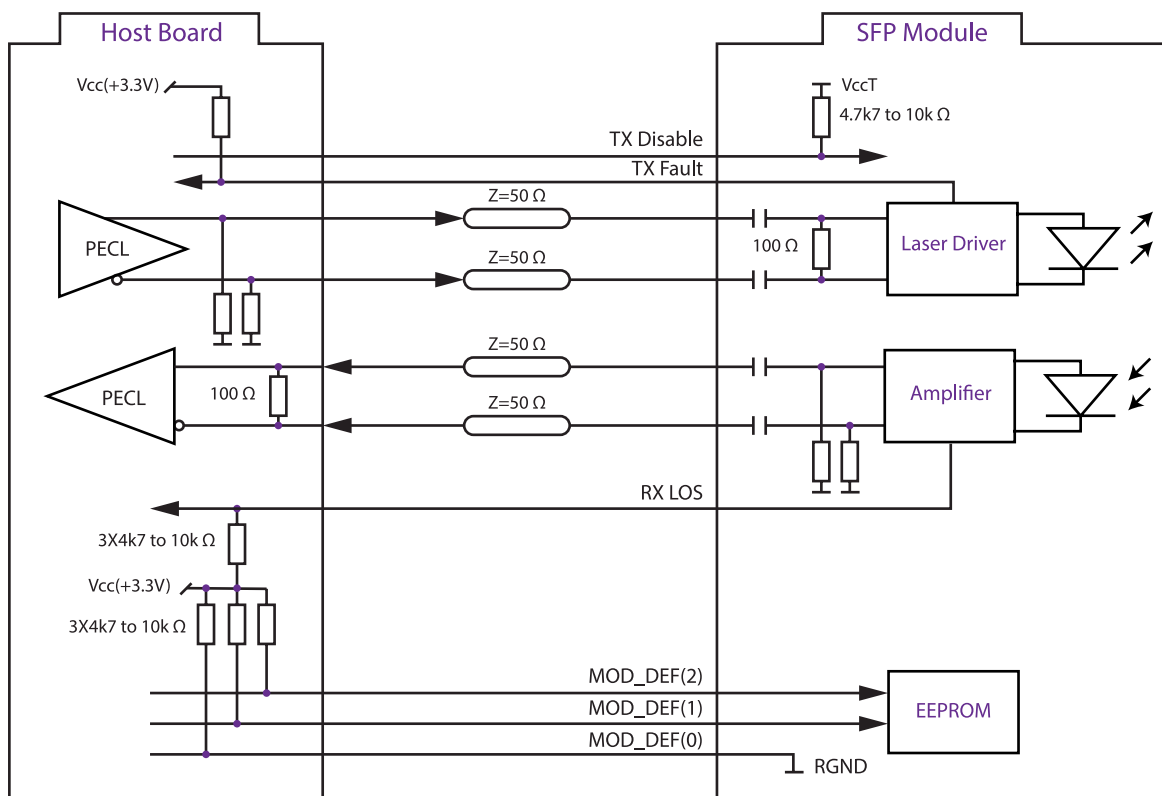 Host Board
SFP Module
Vcc(+3.3V)
VccT
4.7k7 to 10k Ω
TX Disable
TX Fault
Z=50 Ω
PECL
100 Ω
Laser Driver
Z=50 Ω
Z=50 Ω
PECL
100 Ω
Amplifier
Z=50 Ω
RX LOS
3X4k7 to 10k Ω
Vcc(+3.3V)
3X4k7 to 10k Ω
MOD_DEF(2)
MOD_DEF(1)
EEPROM
MOD_DEF(0)
RGND